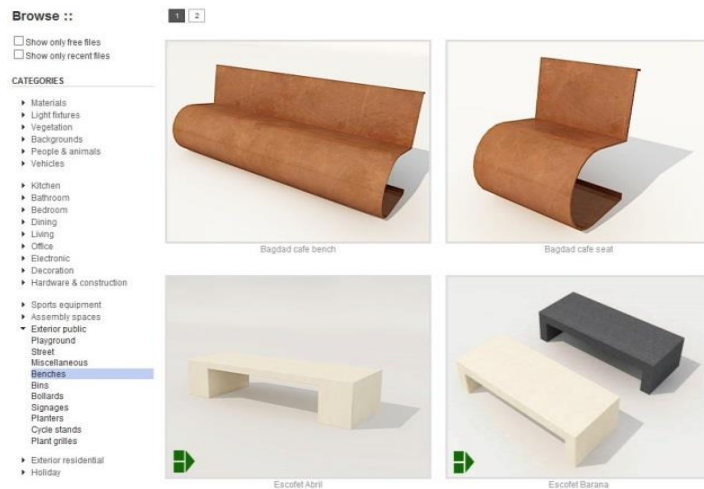 Browse ::
Show only free files
Show only recent files
CATEGORIES
Materials
Light fixtures
Vegetation
Backgrounds
People & animals
Vehicles
Kitchen
Bathroom
Bedroom
Dining
Living
Office
Electronic
Decoration
Hardware & construction
Sports equipment
Assembly spaces
Exterior public
Playground
Street
Miscellaneous
Benches
Bins
Bollards
Signages
Planters
Cycle stands
Plant grilles
Exterior residential
Holiday
1 2
Bagdad cafe bench
Bagdad cafe seat
Escofet Abril
Escofet Barana